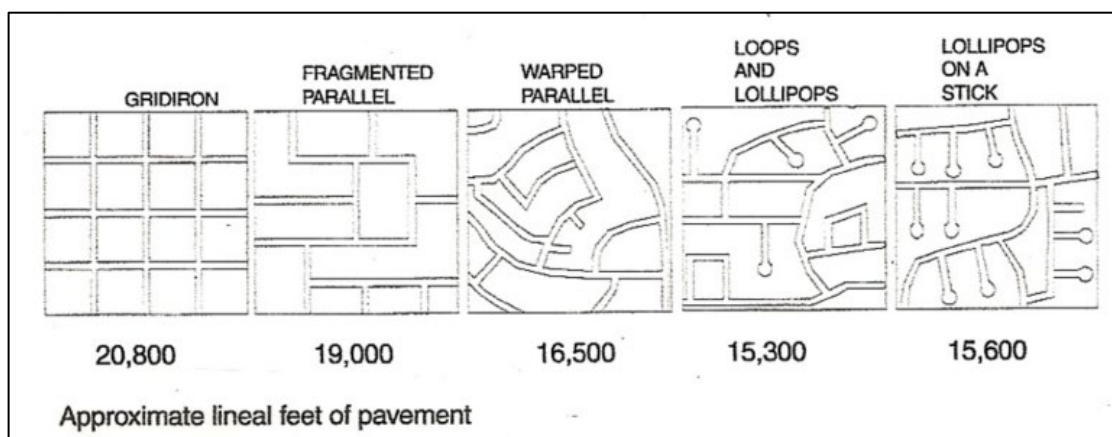 GRIDIRON
FRAGMENTED
PARALLEL
WARPED
PARALLEL
LOOPS
AND
LOLLIPOPS
LOLLIPOPS
ON A
STICK
20,800
19,000
16,500
15,300
15,600
Approximate lineal feet of pavement